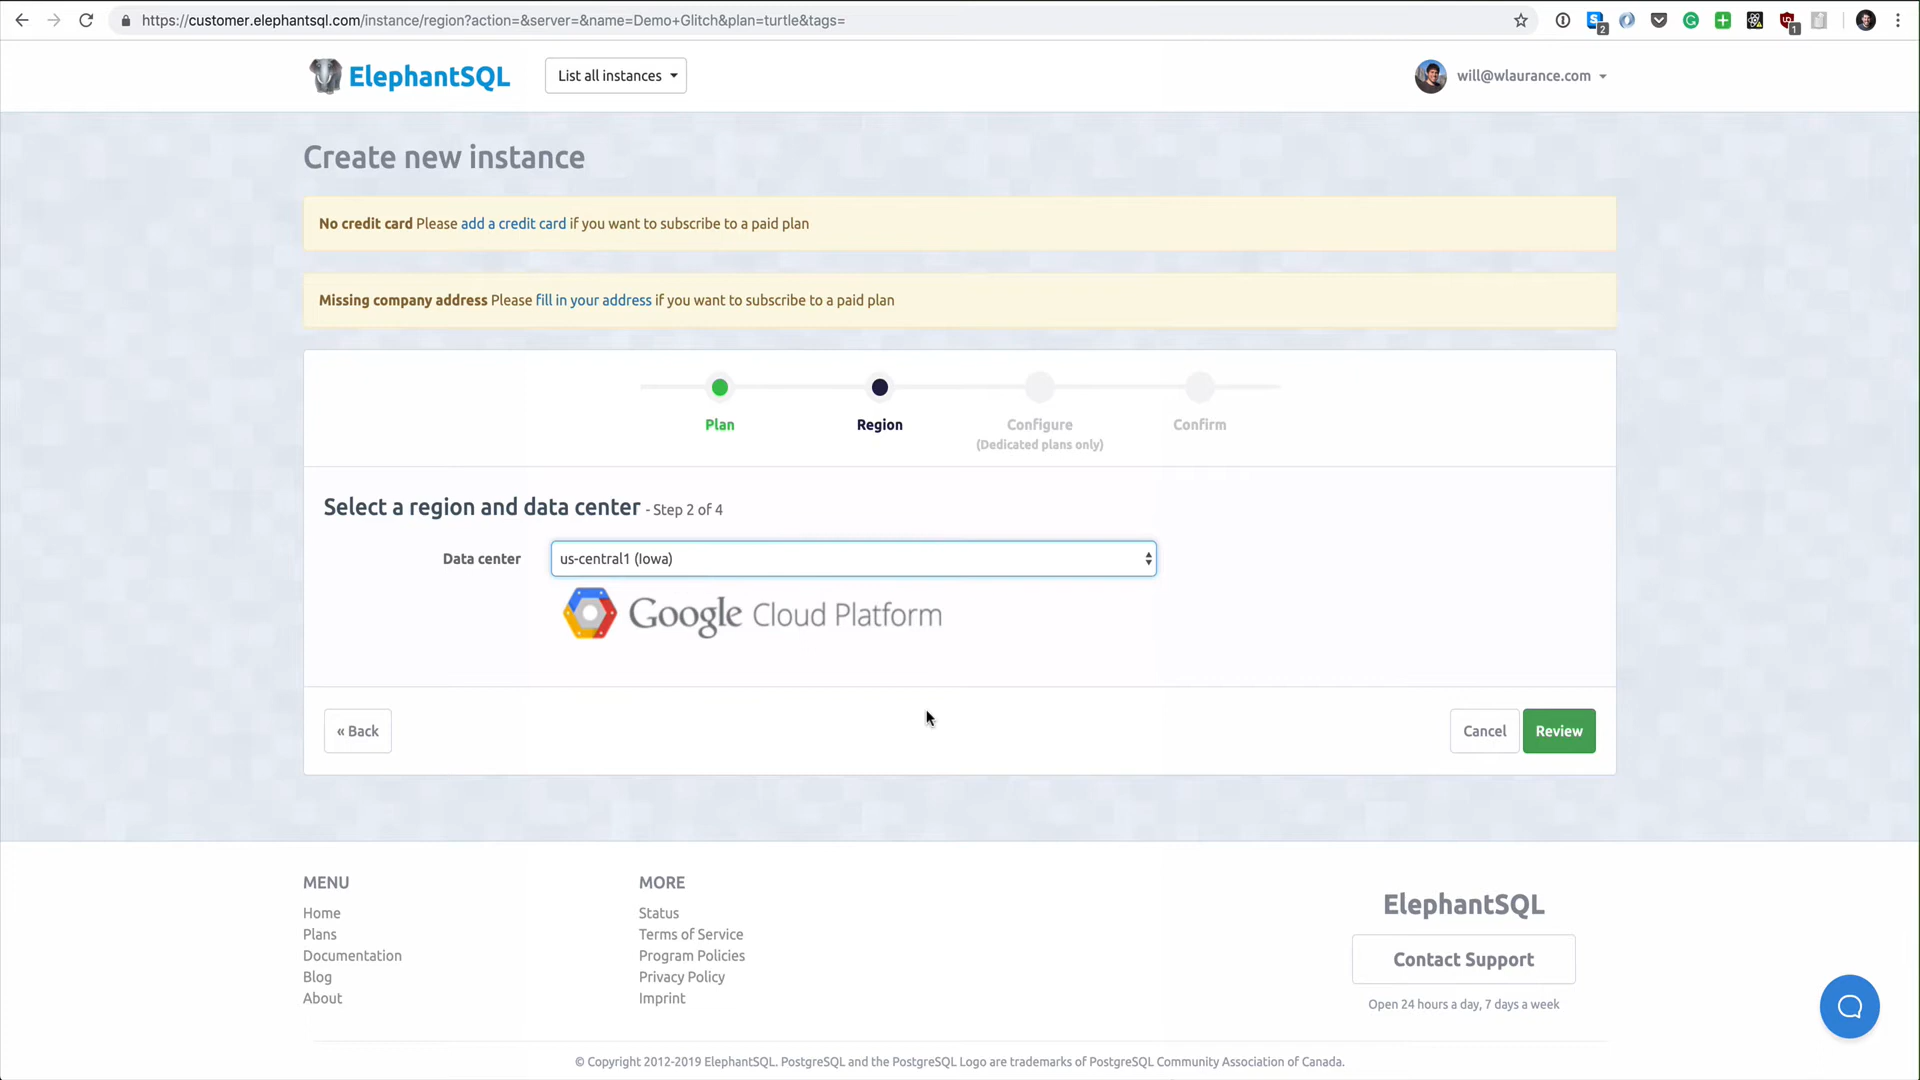 https://customer.elephantsql.com/instance/region?action=&server=&name=Demo+Glitch&plan=turtle&tags=
2
1
ElephantSQL
List all instances
will@wlaurance.com
Create new instance
No credit card Please add a credit card if you want to subscribe to a paid plan
Missing company address Please fill in your address if you want to subscribe to a paid plan
Plan
Region
Configure
(Dedicated plans only)
Confirm
Select a region and data center - Step 2 of 4
Data center
us-central1 (Iowa)
Google Cloud Platform
« Back
Cancel
Review
MENU
Home
Plans
Documentation
Blog
About
MORE
Status
Terms of Service
Program Policies
Privacy Policy
Imprint
ElephantSQL
Contact Support
Open 24 hours a day, 7 days a week
© Copyright 2012-2019 ElephantSQL. PostgreSQL and the PostgreSQL Logo are trademarks of PostgreSQL Community Association of Canada.